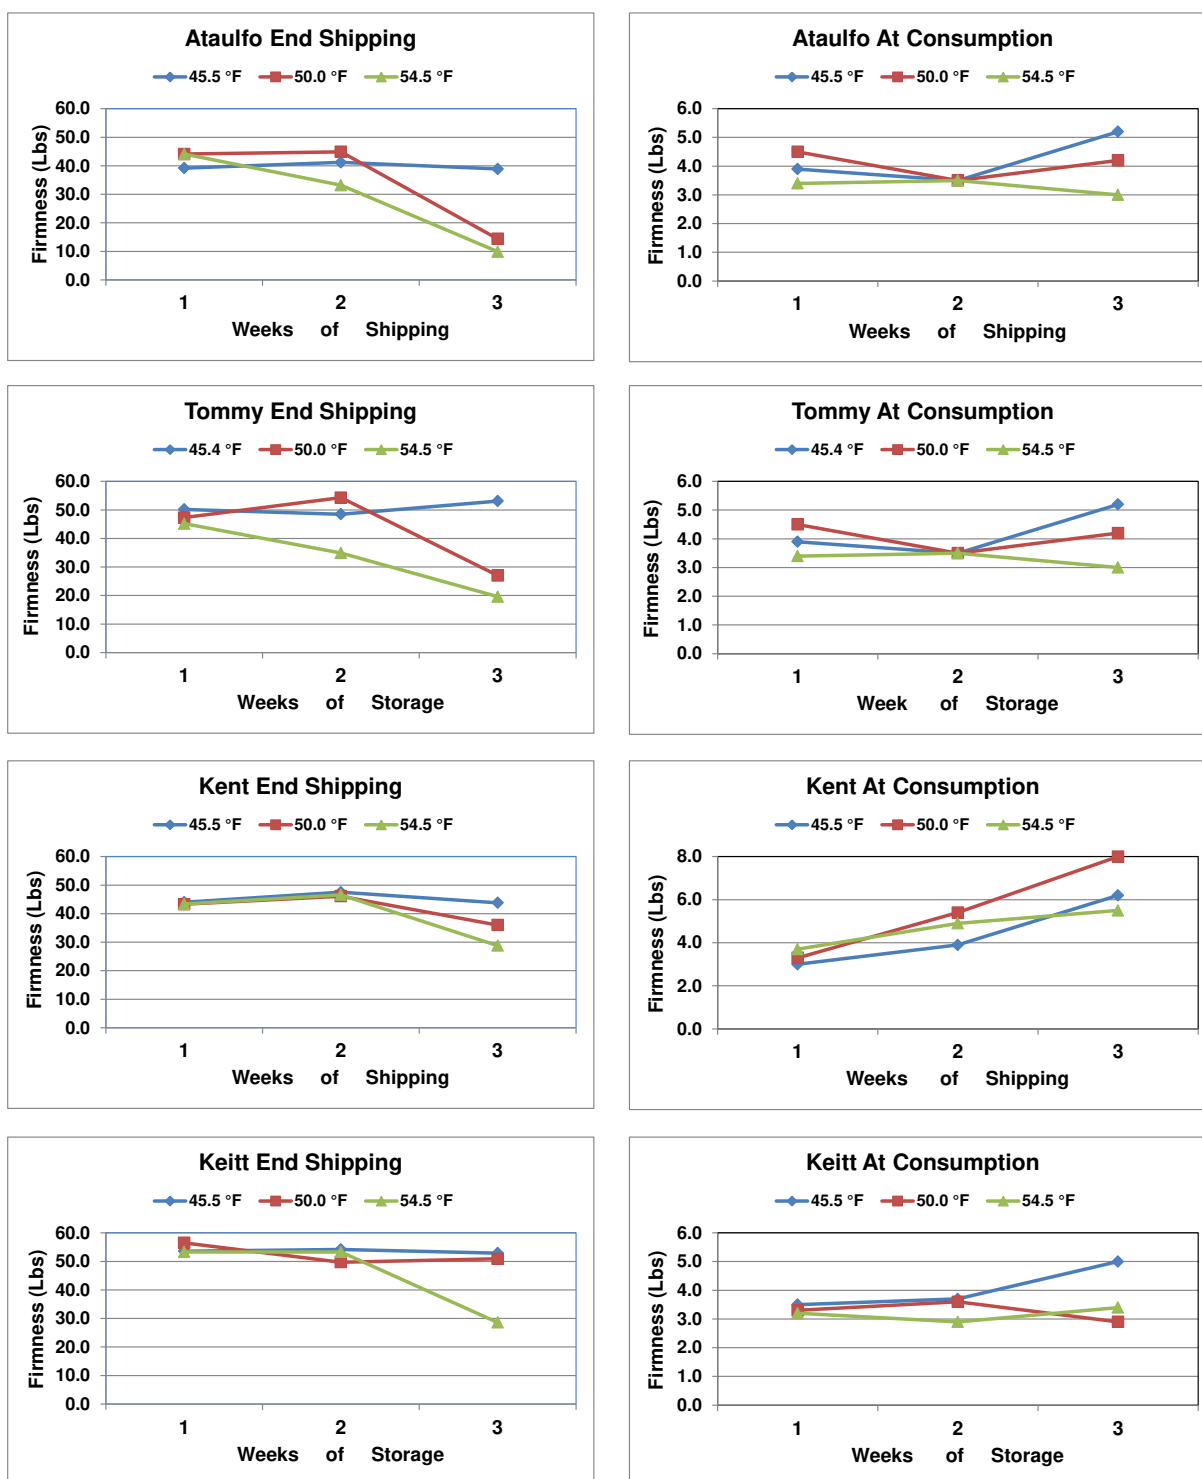 Ataulfo End Shipping
45.5 °F 50.0 °F 54.5 °F
Firmness (Lbs)
60.0
50.0
40.0
30.0
20.0
10.0
0.0
1 2 3
Weeks of Shipping
Ataulfo At Consumption
45.5 °F 50.0 °F 54.5 °F
Firmness (Lbs)
6.0
5.0
4.0
3.0
2.0
1.0
0.0
1 2 3
Weeks of Shipping
Tommy End Shipping
45.4 °F 50.0 °F 54.5 °F
Firmness (Lbs)
60.0
50.0
40.0
30.0
20.0
10.0
0.0
1 2 3
Weeks of Storage
Tommy At Consumption
45.4 °F 50.0 °F 54.5 °F
Firmness (Lbs)
6.0
5.0
4.0
3.0
2.0
1.0
0.0
1 2 3
Week of Storage
Kent End Shipping
45.5 °F 50.0 °F 54.5 °F
Firmness (Lbs)
60.0
50.0
40.0
30.0
20.0
10.0
0.0
1 2 3
Weeks of Shipping
Kent At Consumption
45.5 °F 50.0 °F 54.5 °F
Firmness (Lbs)
8.0
6.0
4.0
2.0
0.0
1 2 3
Weeks of Shipping
Keitt End Shipping
45.5 °F 50.0 °F 54.5 °F
Firmness (Lbs)
60.0
50.0
40.0
30.0
20.0
10.0
0.0
1 2 3
Weeks of Storage
Keitt At Consumption
45.5 °F 50.0 °F 54.5 °F
Firmness (Lbs)
6.0
5.0
4.0
3.0
2.0
1.0
0.0
1 2 3
Weeks of Storage